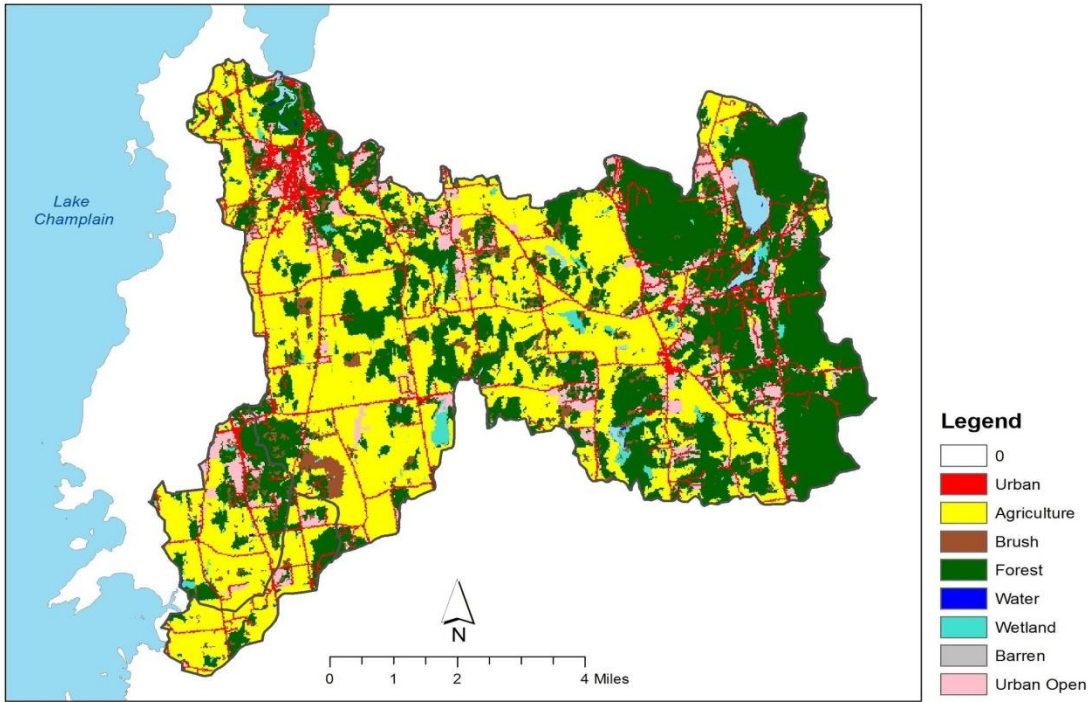 Lake
Champlain
N
0 1 2 4 Miles
Legend
0
Urban
Agriculture
Brush
Forest
Water
Wetland
Barren
Urban Open